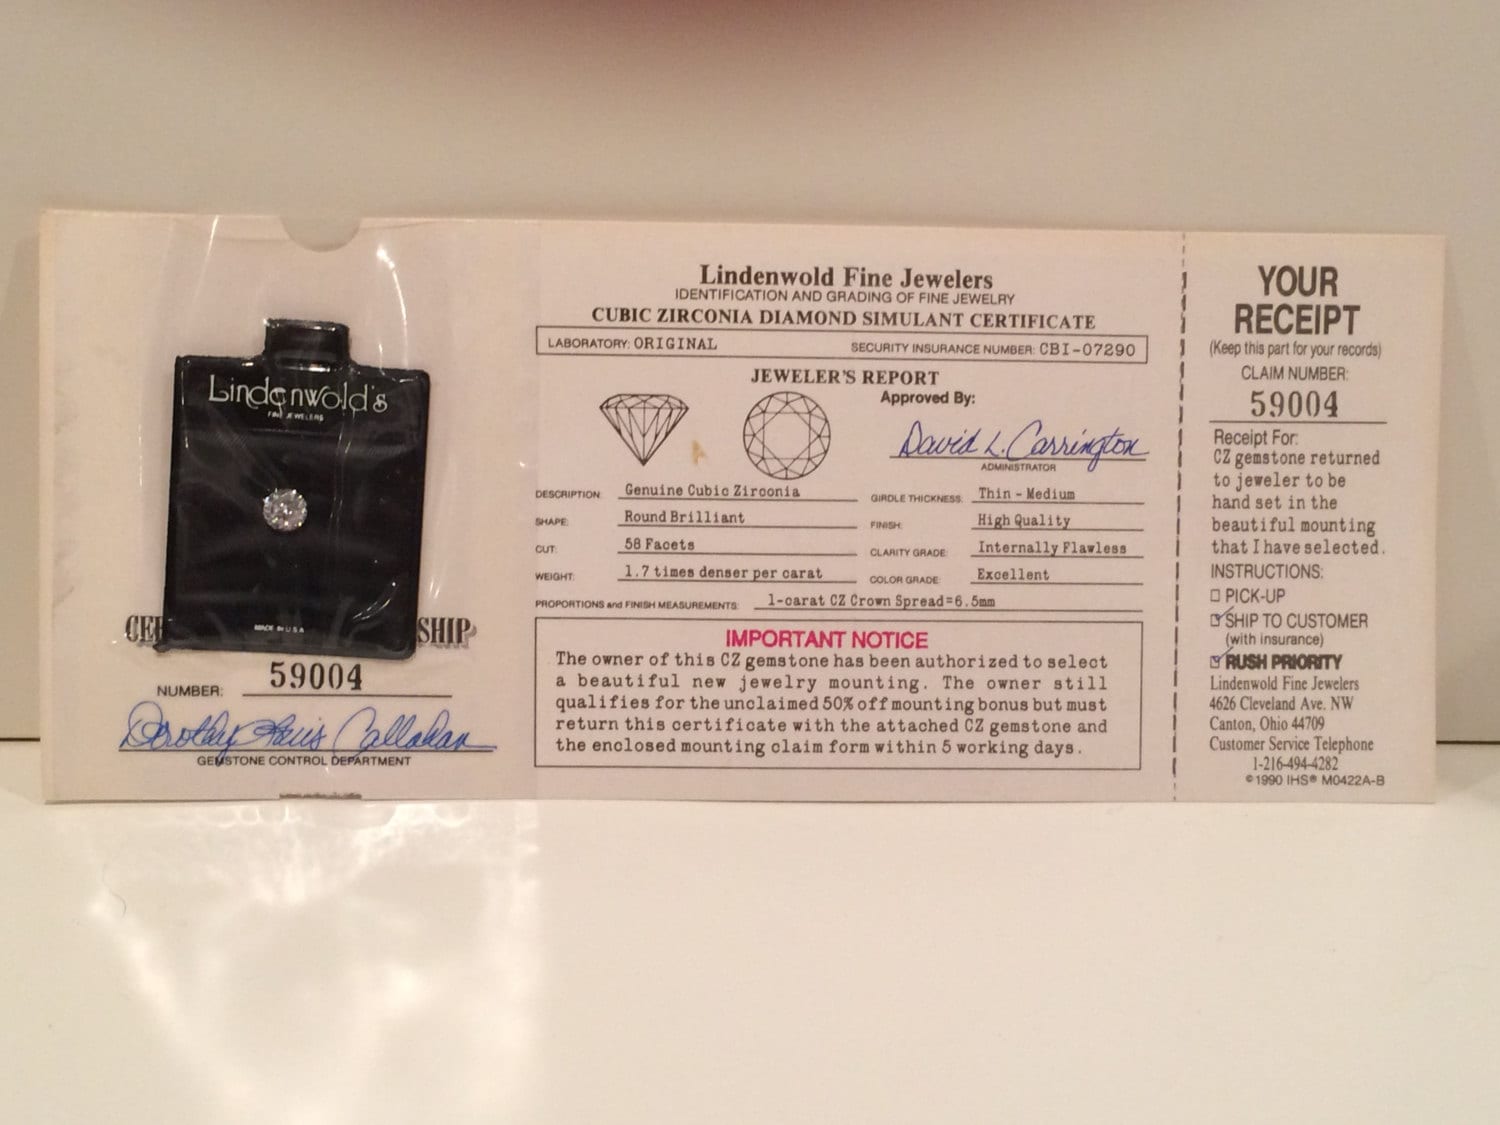 Lindenwold's
FINE JEWELERS
MADE IN U.S.A
CER SHIP
NUMBER: 59004
Dorothy Callahan
GEMSTONE CONTROL DEPARTMENT
Lindenwold Fine Jewelers
IDENTIFICATION AND GRADING OF FINE JEWELRY
CUBIC ZIRCONIA DIAMOND SIMULANT CERTIFICATE
LABORATORY: ORIGINAL SECURITY INSURANCE NUMBER: CBI-07290
JEWELER'S REPORT
Approved By:
David L. Carrington
ADMINISTRATOR
DESCRIPTION: Genuine Cubic Zirconia GIRDLE THICKNESS: Thin - Medium
SHAPE: Round Brilliant FINISH: High Quality
CUT: 58 Facets CLARITY GRADE: Internally Flawless
WEIGHT: 1.7 times denser per carat COLOR GRADE: Excellent
PROPORTIONS and FINISH MEASUREMENTS: 1-carat CZ Crown Spread=6.5mm
IMPORTANT NOTICE
The owner of this CZ gemstone has been authorized to select
a beautiful new jewelry mounting. The owner still
qualifies for the unclaimed 50% off mounting bonus but must
return this certificate with the attached CZ gemstone and
the enclosed mounting claim form within 5 working days.
YOUR
RECEIPT
(Keep this part for your records)
CLAIM NUMBER:
59004
Receipt For:
CZ gemstone returned
to jeweler to be
hand set in the
beautiful mounting
that I have selected.
INSTRUCTIONS:
PICK-UP
SHIP TO CUSTOMER
(with insurance)
RUSH PRIORITY
Lindenwold Fine Jewelers
4626 Cleveland Ave. NW
Canton, Ohio 44709
Customer Service Telephone
1-216-494-4282
©1990 IHS® M0422A-B